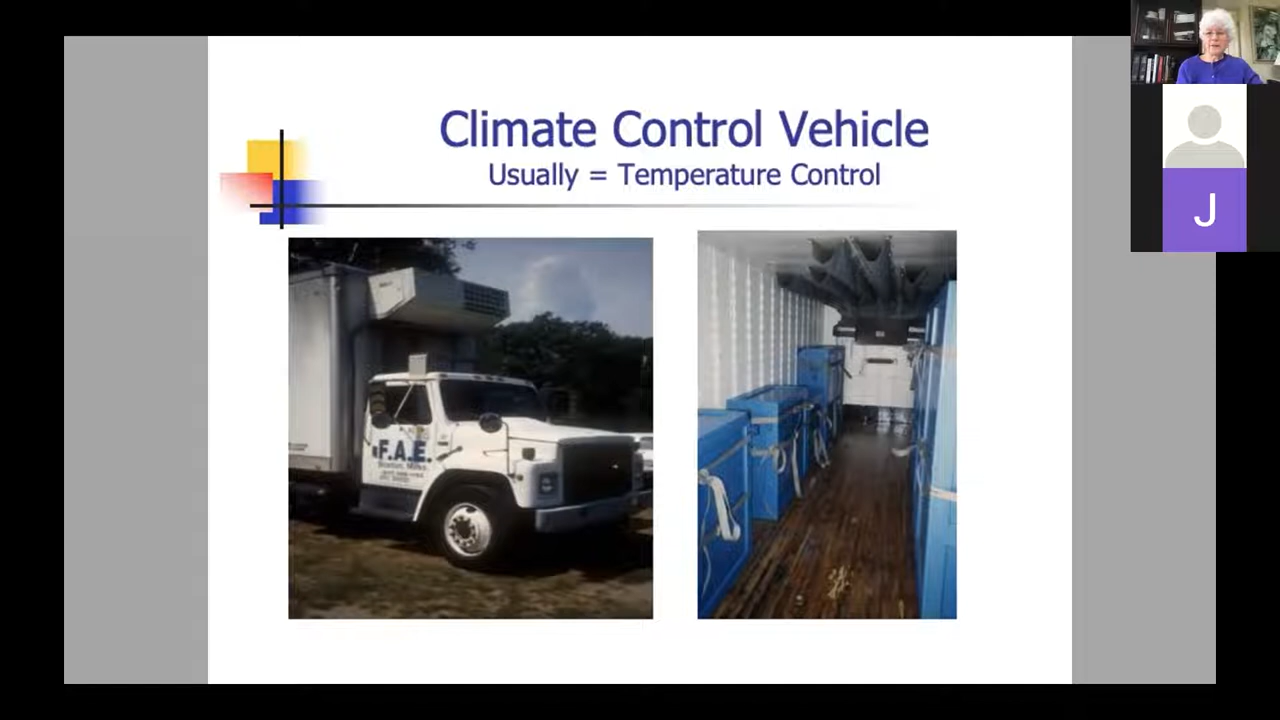 Climate Control Vehicle
Usually = Temperature Control
F.A.E.
J